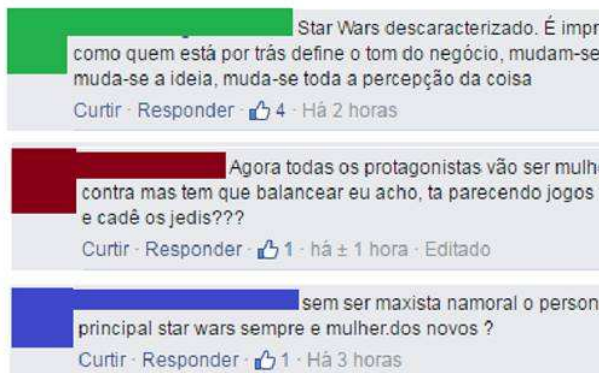 Star Wars descaracterizado. É
como quem está por trás define o tom do negócio, mudam-se
muda-se a ideia, muda-se toda a percepção da coisa
Curtir · Responder · 4 · Há 2 horas
Agora todas os protagonistas vão ser
contra mas tem que balancear eu acho, ta parecendo jogos
e cadê os jedis???
Curtir · Responder · 1 · há ± 1 hora · Editado
sem ser maxista namoral o
principal star wars sempre e mulher.dos novos ?
Curtir · Responder · 1 · Há 3 horas